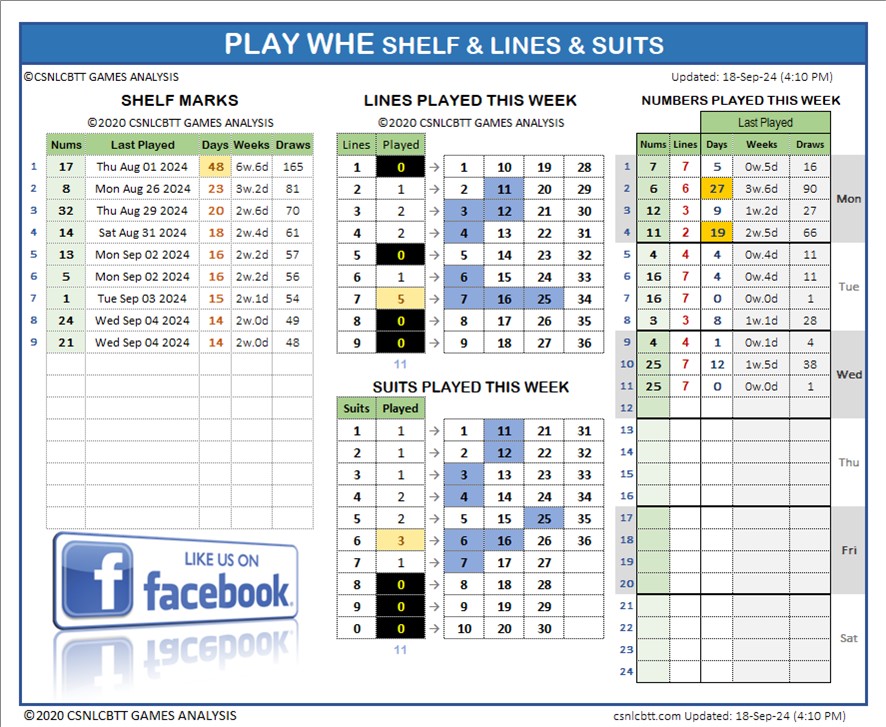 PLAY WHE SHELF & LINES & SUITS
©CSNLCBTT GAMES ANALYSIS
Updated: 18-Sep-24 (4:10 PM)
SHELF MARKS
©2020 CSNLCBTT GAMES ANALYSIS
Nums Last Played Days Weeks Draws
1 17 Thu Aug 01 2024 48 6w.6d 165
2 8 Mon Aug 26 2024 23 3w.2d 81
3 32 Thu Aug 29 2024 20 2w.6d 70
4 14 Sat Aug 31 2024 18 2w.4d 61
5 13 Mon Sep 02 2024 16 2w.2d 57
6 5 Mon Sep 02 2024 16 2w.2d 56
7 1 Tue Sep 03 2024 15 2w.1d 54
8 24 Wed Sep 04 2024 14 2w.0d 49
9 21 Wed Sep 04 2024 14 2w.0d 48
LIKE US ON
facebook.
LINES PLAYED THIS WEEK
©2020 CSNLCBTT GAMES ANALYSIS
Lines Played
1 0 → 1 10 19 28
2 1 → 2 11 20 29
3 2 → 3 12 21 30
4 2 → 4 13 22 31
5 0 → 5 14 23 32
6 1 → 6 15 24 33
7 5 → 7 16 25 34
8 0 → 8 17 26 35
9 0 → 9 18 27 36
11
SUITS PLAYED THIS WEEK
Suits Played
1 1 → 1 11 21 31
2 1 → 2 12 22 32
3 1 → 3 13 23 33
4 2 → 4 14 24 34
5 2 → 5 15 25 35
6 3 → 6 16 26 36
7 1 → 7 17 27
8 0 → 8 18 28
9 0 → 9 19 29
0 0 → 10 20 30
11
NUMBERS PLAYED THIS WEEK
Last Played
Nums Lines Days Weeks Draws
1 7 7 5 0w.5d 16
2 6 6 27 3w.6d 90
Mon
3 12 3 9 1w.2d 27
4 11 2 19 2w.5d 66
5 4 4 4 0w.4d 11
6 16 7 4 0w.4d 11
Tue
7 16 7 0 0w.0d 1
8 3 3 8 1w.1d 28
9 4 4 1 0w.1d 4
10 25 7 12 1w.5d 38
Wed
11 25 7 0 0w.0d 1
12
13
14
Thu
15
16
17
18
Fri
19
20
21
22
Sat
23
24
©2020 CSNLCBTT GAMES ANALYSIS
csnlcbtt.com Updated: 18-Sep-24 (4:10 PM)